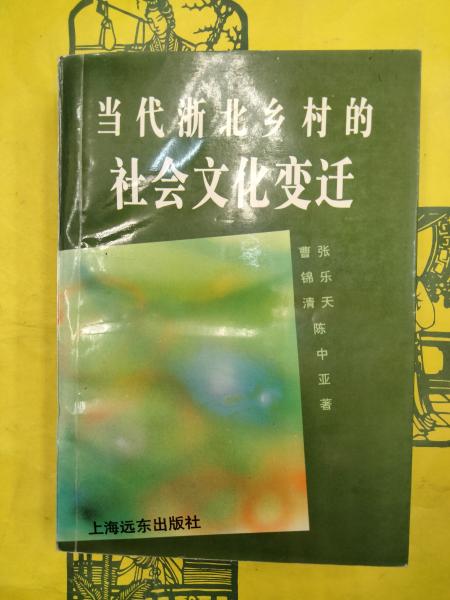 当代浙北乡村的
社会文化变迁
曹锦清
张乐天
陈中亚著
上海远东出版社